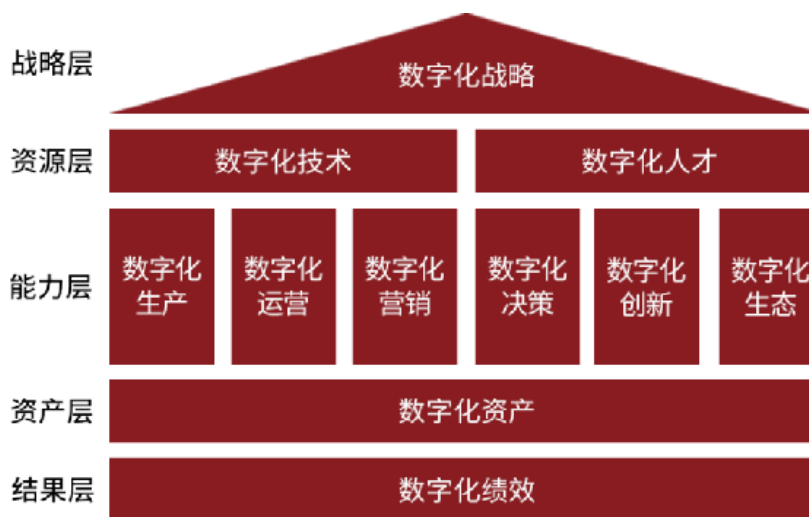 战略层
数字化战略
资源层
数字化技术
数字化人才
能力层
数字化
生产
数字化
运营
数字化
营销
数字化
决策
数字化
创新
数字化
生态
资产层
数字化资产
结果层
数字化绩效